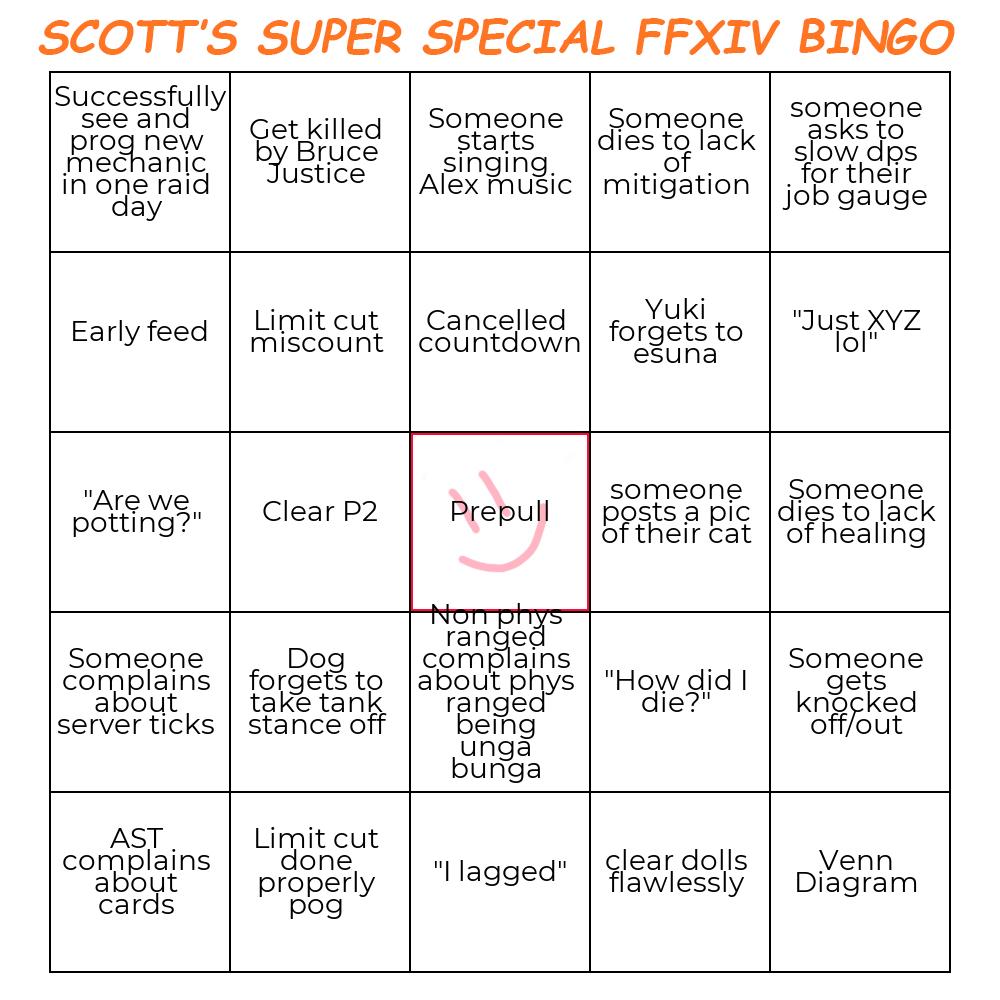 SCOTT'S SUPER SPECIAL FFXIV BINGO
Successfully
see and
prog new
mechanic
in one raid
day
Get killed
by Bruce
Justice
Someone
starts
singing
Alex music
Someone
dies to lack
of
mitigation
someone
asks to
slow dps
for their
job gauge
Early feed
Limit cut
miscount
Cancelled
countdown
Yuki
forgets to
esuna
"Just XYZ
lol"
"Are we
potting?"
Clear P2
Prepull
someone
posts a pic
of their cat
Someone
dies to lack
of healing
Someone
complains
about
server ticks
Dog
forgets to
take tank
stance off
Non phys
ranged
complains
about phys
ranged
being
unga
bunga
"How did I
die?"
Someone
gets
knocked
off/out
AST
complains
about
cards
Limit cut
done
properly
pog
"I lagged"
clear dolls
flawlessly
Venn
Diagram